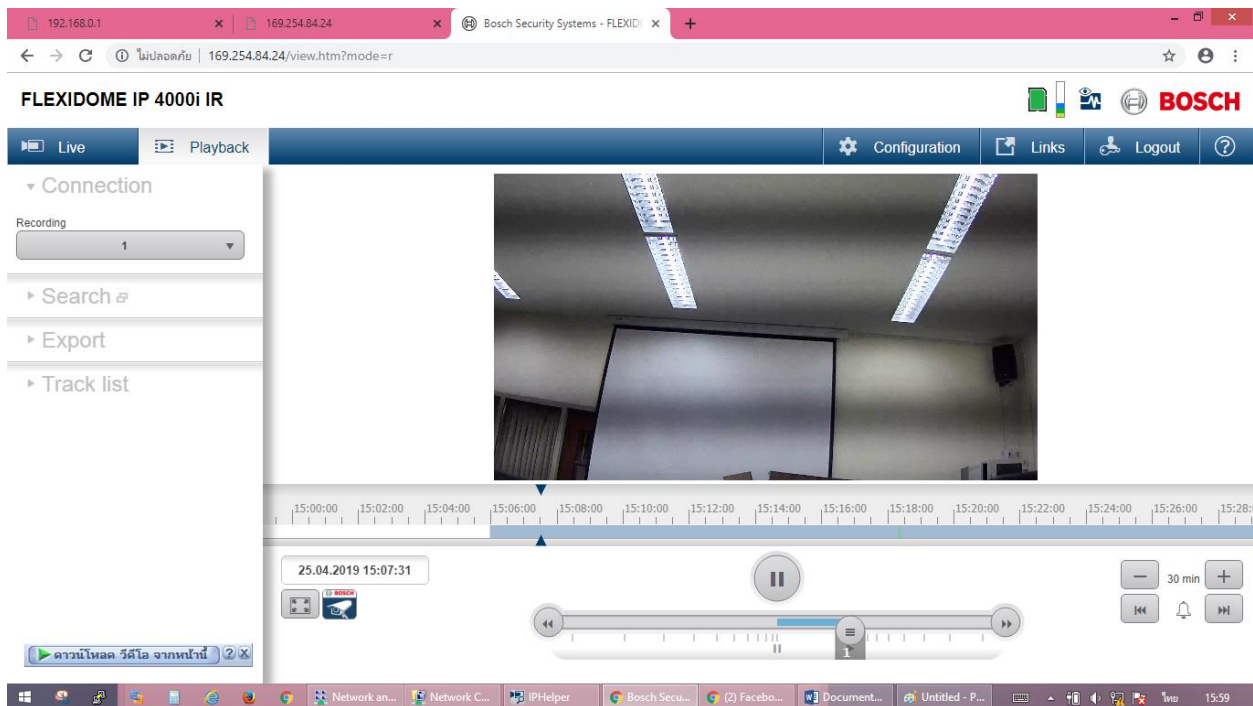 192.168.0.1
169.254.84.24
Bosch Security Systems - FLEXID
ไม่ปลอดภัย | 169.254.84.24/view.htm?mode=r
FLEXIDOME IP 4000i IR
BOSCH
Live
Playback
Configuration
Links
Logout
Connection
Recording
1
Search
Export
Track list
15:00:00 15:02:00 15:04:00 15:06:00 15:08:00 15:10:00 15:12:00 15:14:00 15:16:00 15:18:00 15:20:00 15:22:00 15:24:00 15:26:00 15:28:
25.04.2019 15:07:31
BOSCH
30 min
1
ดาวน์โหลด วีดีโอ จากหน้านี้ ? X
Network an... Network C... IPHelper Bosch Secu... (2) Facebo... Document... Untitled - P... ไทย 15:59